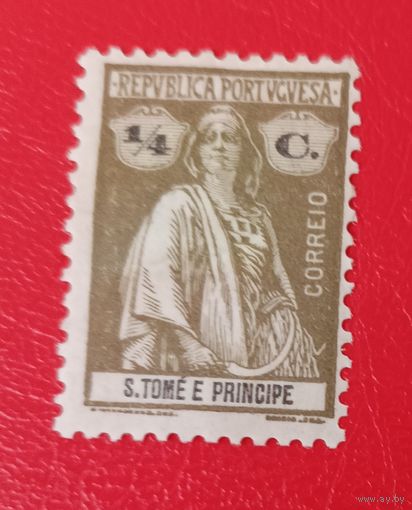 REPVBLICA PORTVGVESA
¼ C.
CORREIO
S. TOMÉ E PRINCIPE
www.ay.by